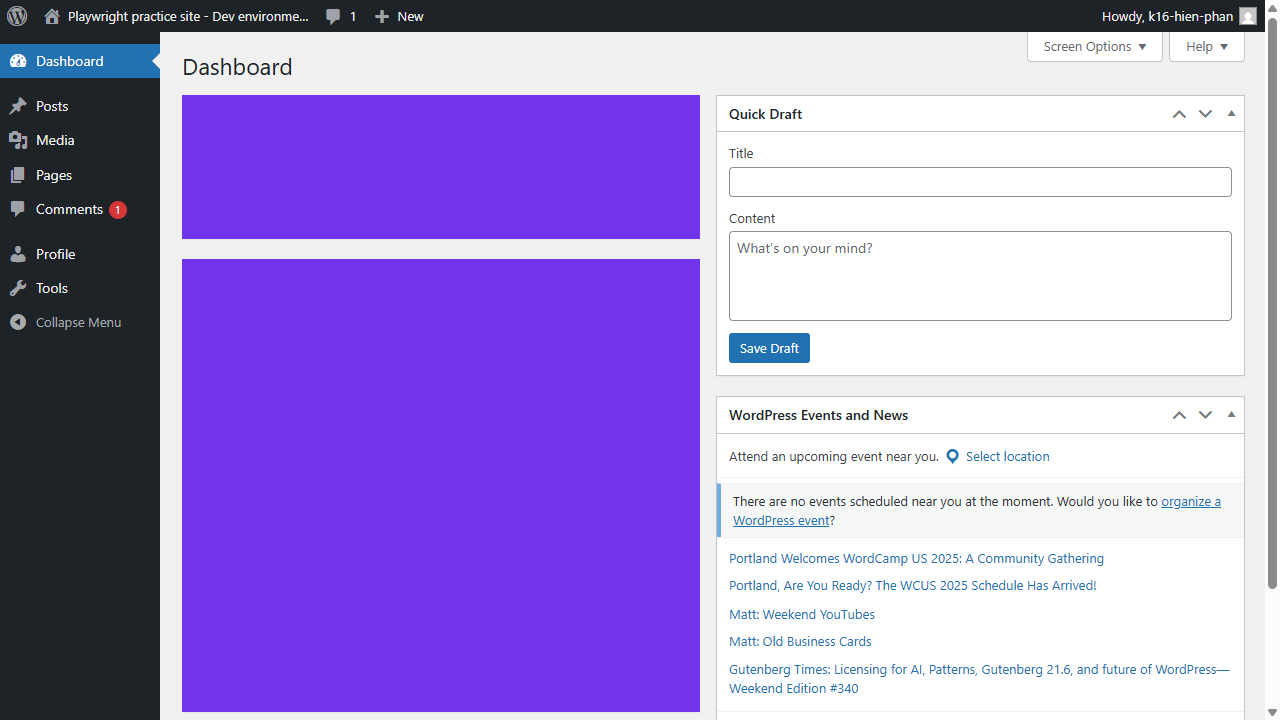 Playwright practice site - Dev environme...
1
New
Howdy, k16-hien-phan
Dashboard
Posts
Media
Pages
Comments 1
Profile
Tools
Collapse Menu
Screen Options
Help
Dashboard
Quick Draft
Title
Content
What's on your mind?
Save Draft
WordPress Events and News
Attend an upcoming event near you.
Select location
There are no events scheduled near you at the moment. Would you like to organize a
WordPress event?
Portland Welcomes WordCamp US 2025: A Community Gathering
Portland, Are You Ready? The WCUS 2025 Schedule Has Arrived!
Matt: Weekend YouTubes
Matt: Old Business Cards
Gutenberg Times: Licensing for AI, Patterns, Gutenberg 21.6, and future of WordPress—
Weekend Edition #340